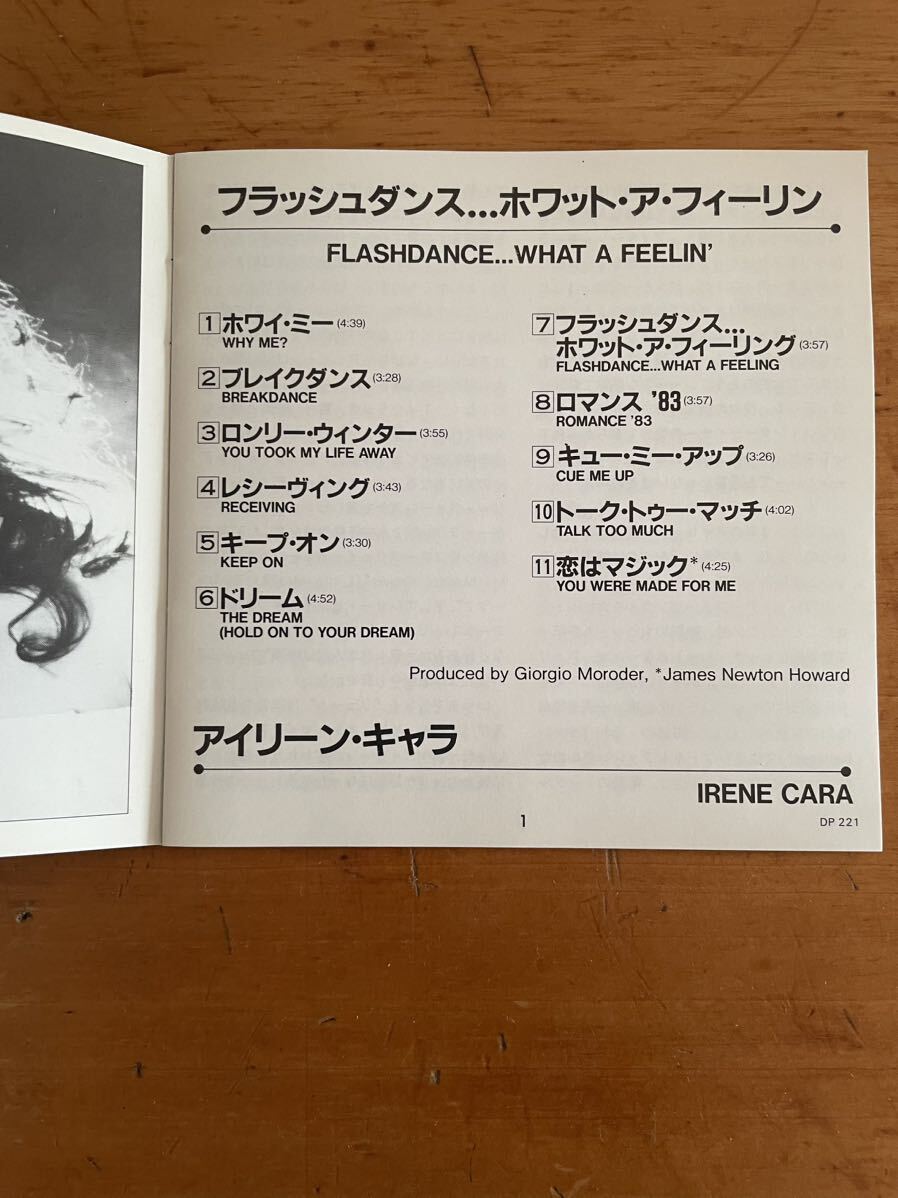 フラッシュダンス...ホワット・ア・フィーリン
FLASHDANCE...WHAT A FEELIN’
1 ホワイ・ミー (4:39)
WHY ME?
2 ブレイクダンス (3:28)
BREAKDANCE
3 ロンリー・ウィンター (3:55)
YOU TOOK MY LIFE AWAY
4 レシーヴィング (3:43)
RECEIVING
5 キープ・オン (3:30)
KEEP ON
6 ドリーム (4:52)
THE DREAM
(HOLD ON TO YOUR DREAM)
7 フラッシュダンス...
ホワット・ア・フィーリング (3:57)
FLASHDANCE...WHAT A FEELING
8 ロマンス ’83 (3:57)
ROMANCE ’83
9 キュー・ミー・アップ (3:26)
CUE ME UP
10 トーク・トゥー・マッチ (4:02)
TALK TOO MUCH
11 恋はマジック* (4:25)
YOU WERE MADE FOR ME
Produced by Giorgio Moroder, *James Newton Howard
アイリーン・キャラ
IRENE CARA
1
DP 221